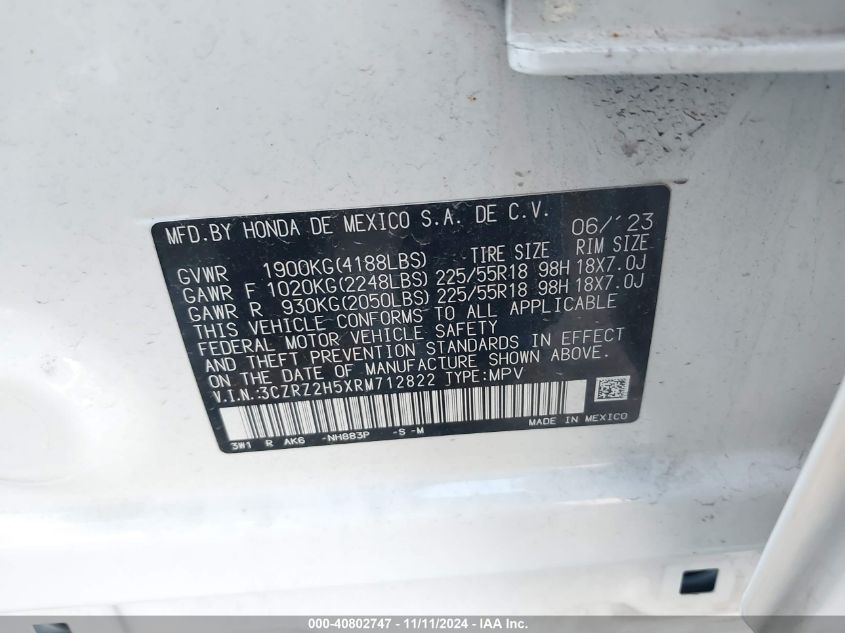 MFD.BY HONDA DE MEXICO S.A. DE C.V. 06/'23
GVWR 1900KG(4188LBS) TIRE SIZE RIM SIZE
GAWR F 1020KG(2248LBS) 225/55R18 98H 18X7.0J
GAWR R 930KG(2050LBS) 225/55R18 98H 18X7.0J
THIS VEHICLE CONFORMS TO ALL APPLICABLE
FEDERAL MOTOR VEHICLE SAFETY
AND THEFT PREVENTION STANDARDS IN EFFECT
ON THE DATE OF MANUFACTURE SHOWN ABOVE.
V.I.N.:3CZRZ2H5XRM712822 TYPE:MPV
3W1 R AK6 -NH883P -S -M MADE IN MEXICO
000-40802747 - 11/11/2024 - IAA Inc.